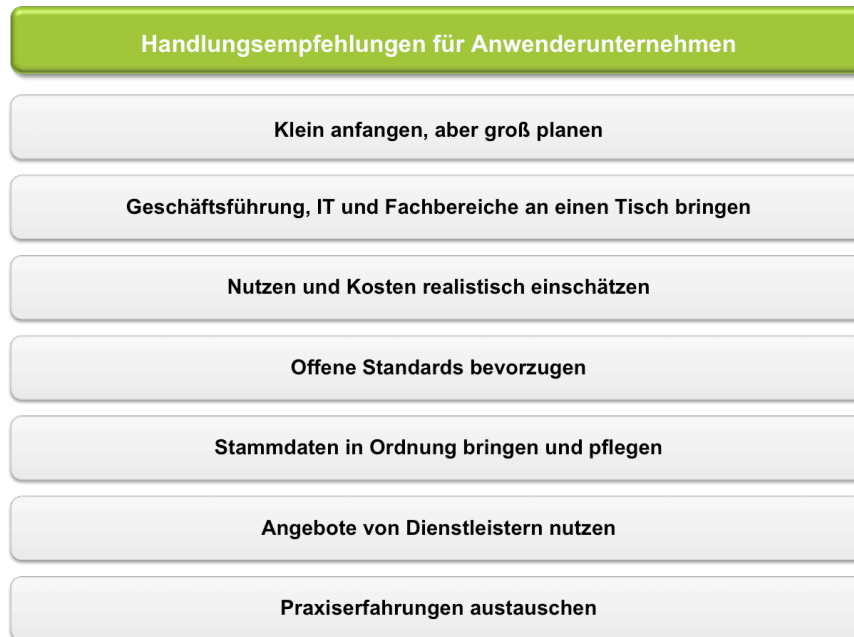 Handlungsempfehlungen für Anwenderunternehmen
Klein anfangen, aber groß planen
Geschäftsführung, IT und Fachbereiche an einen Tisch bringen
Nutzen und Kosten realistisch einschätzen
Offene Standards bevorzugen
Stammdaten in Ordnung bringen und pflegen
Angebote von Dienstleistern nutzen
Praxiserfahrungen austauschen